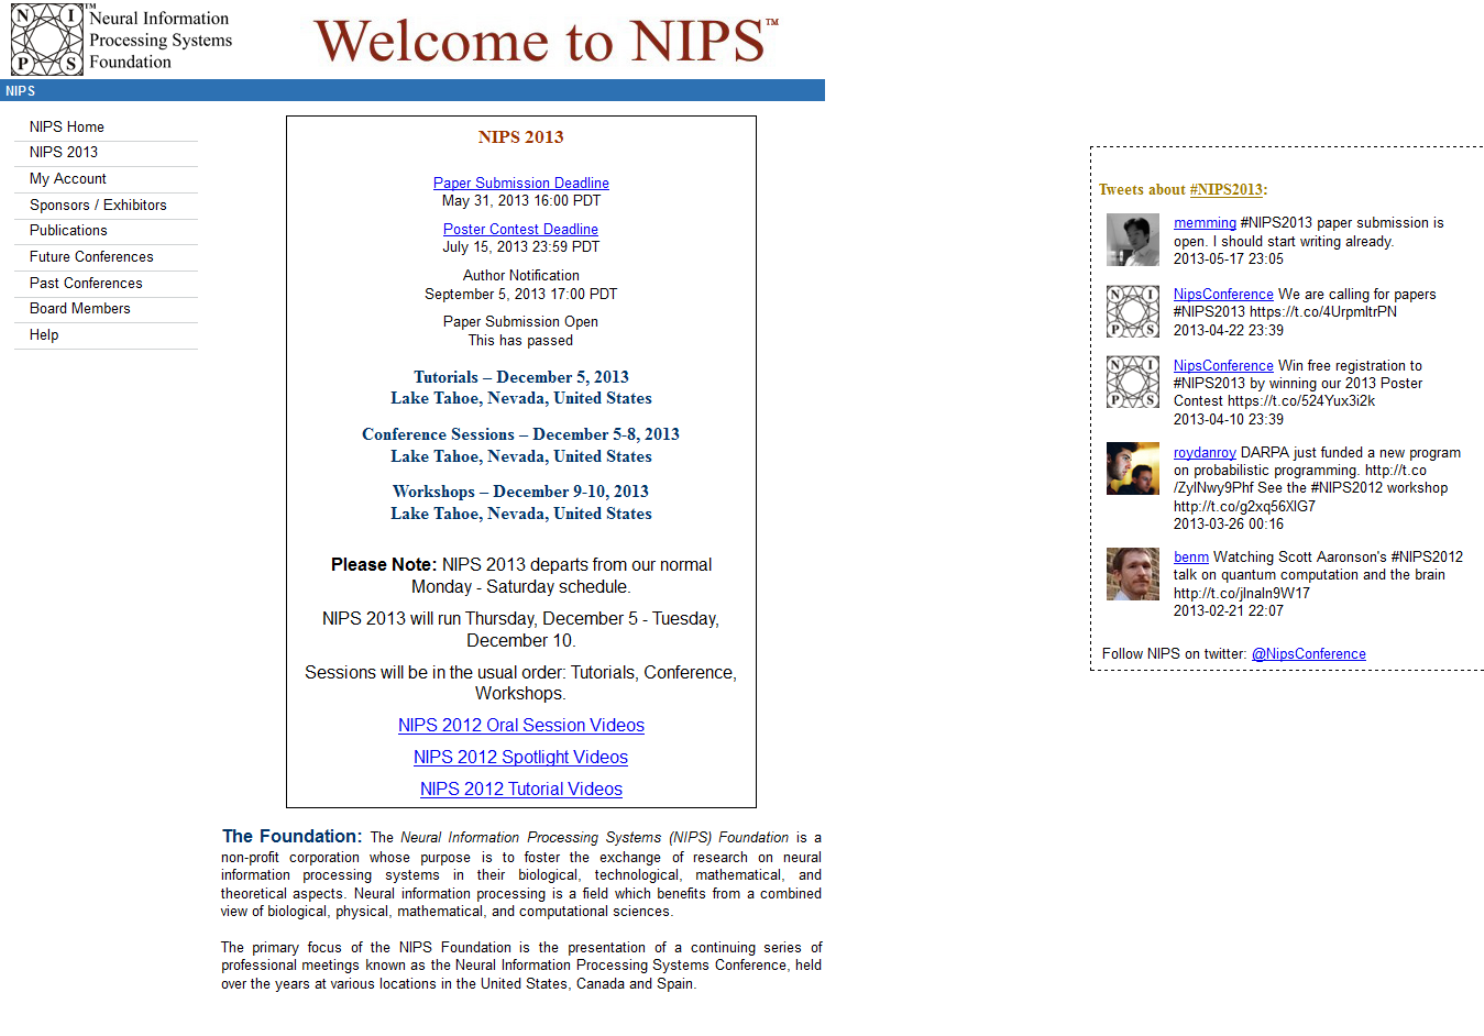 N I P S
Neural Information
Processing Systems
Foundation
Welcome to NIPS™
NIPS
NIPS Home
NIPS 2013
My Account
Sponsors / Exhibitors
Publications
Future Conferences
Past Conferences
Board Members
Help
NIPS 2013
Paper Submission Deadline
May 31, 2013 16:00 PDT
Poster Contest Deadline
July 15, 2013 23:59 PDT
Author Notification
September 5, 2013 17:00 PDT
Paper Submission Open
This has passed
Tutorials – December 5, 2013
Lake Tahoe, Nevada, United States
Conference Sessions – December 5-8, 2013
Lake Tahoe, Nevada, United States
Workshops – December 9-10, 2013
Lake Tahoe, Nevada, United States
Please Note: NIPS 2013 departs from our normal
Monday - Saturday schedule.
NIPS 2013 will run Thursday, December 5 - Tuesday,
December 10.
Sessions will be in the usual order: Tutorials, Conference,
Workshops.
NIPS 2012 Oral Session Videos
NIPS 2012 Spotlight Videos
NIPS 2012 Tutorial Videos
The Foundation: The Neural Information Processing Systems (NIPS) Foundation is a
non-profit corporation whose purpose is to foster the exchange of research on neural
information processing systems in their biological, technological, mathematical, and
theoretical aspects. Neural information processing is a field which benefits from a combined
view of biological, physical, mathematical, and computational sciences.
The primary focus of the NIPS Foundation is the presentation of a continuing series of
professional meetings known as the Neural Information Processing Systems Conference, held
over the years at various locations in the United States, Canada and Spain.
Tweets about #NIPS2013:
memming #NIPS2013 paper submission is
open. I should start writing already.
2013-05-17 23:05
N I P S
NipsConference We are calling for papers
#NIPS2013 https://t.co/4UrpmltrPN
2013-04-22 23:39
N I P S
NipsConference Win free registration to
#NIPS2013 by winning our 2013 Poster
Contest https://t.co/524Yux3i2k
2013-04-10 23:39
roydanroy DARPA just funded a new program
on probabilistic programming. http://t.co
/ZylNwy9Phf See the #NIPS2012 workshop
http://t.co/g2xq56XlG7
2013-03-26 00:16
benm Watching Scott Aaronson's #NIPS2012
talk on quantum computation and the brain
http://t.co/jlnaln9W17
2013-02-21 22:07
Follow NIPS on twitter: @NipsConference